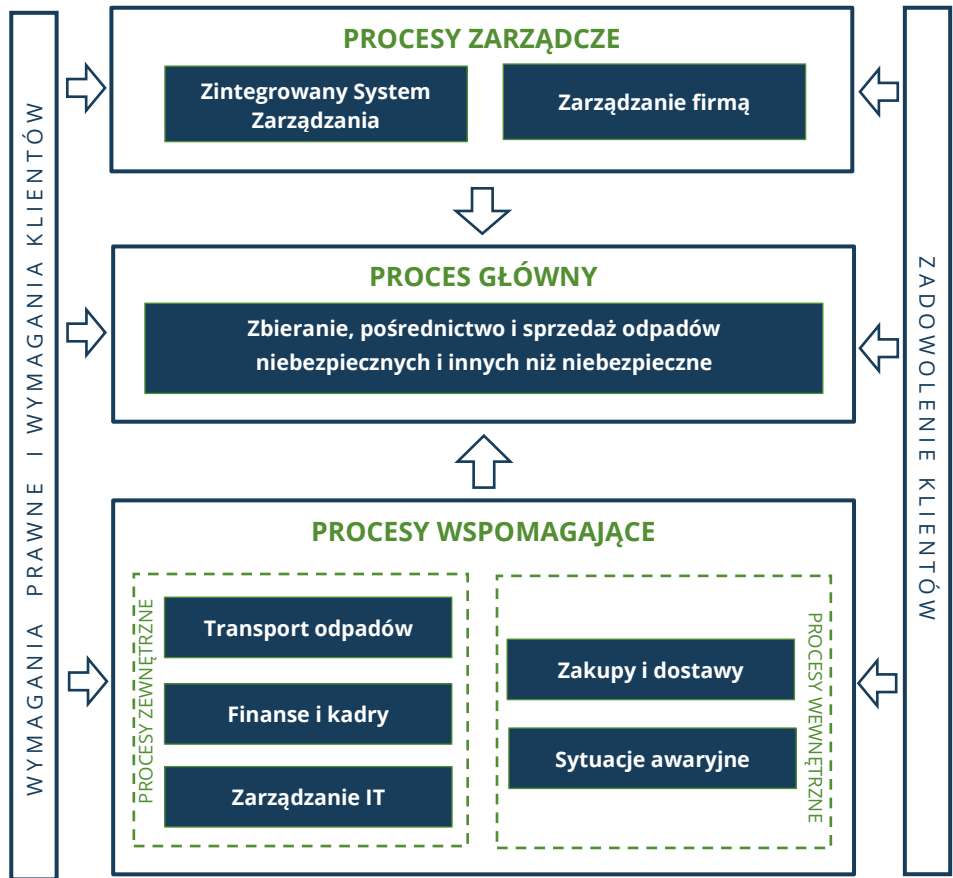 WYMAGANIA PRAWNE I WYMAGANIA KLIENTÓW
PROCESY ZARZĄDCZE
Zintegrowany System
Zarządzania
Zarządzanie firmą
PROCES GŁÓWNY
Zbieranie, pośrednictwo i sprzedaż odpadów
niebezpiecznych i innych niż niebezpieczne
PROCESY WSPOMAGAJĄCE
PROCESY ZEWNĘTRZNE
Transport odpadów
Finanse i kadry
Zarządzanie IT
Zakupy i dostawy
Sytuacje awaryjne
PROCESY WEWNĘTRZNE
ZADOWOLENIE KLIENTÓW